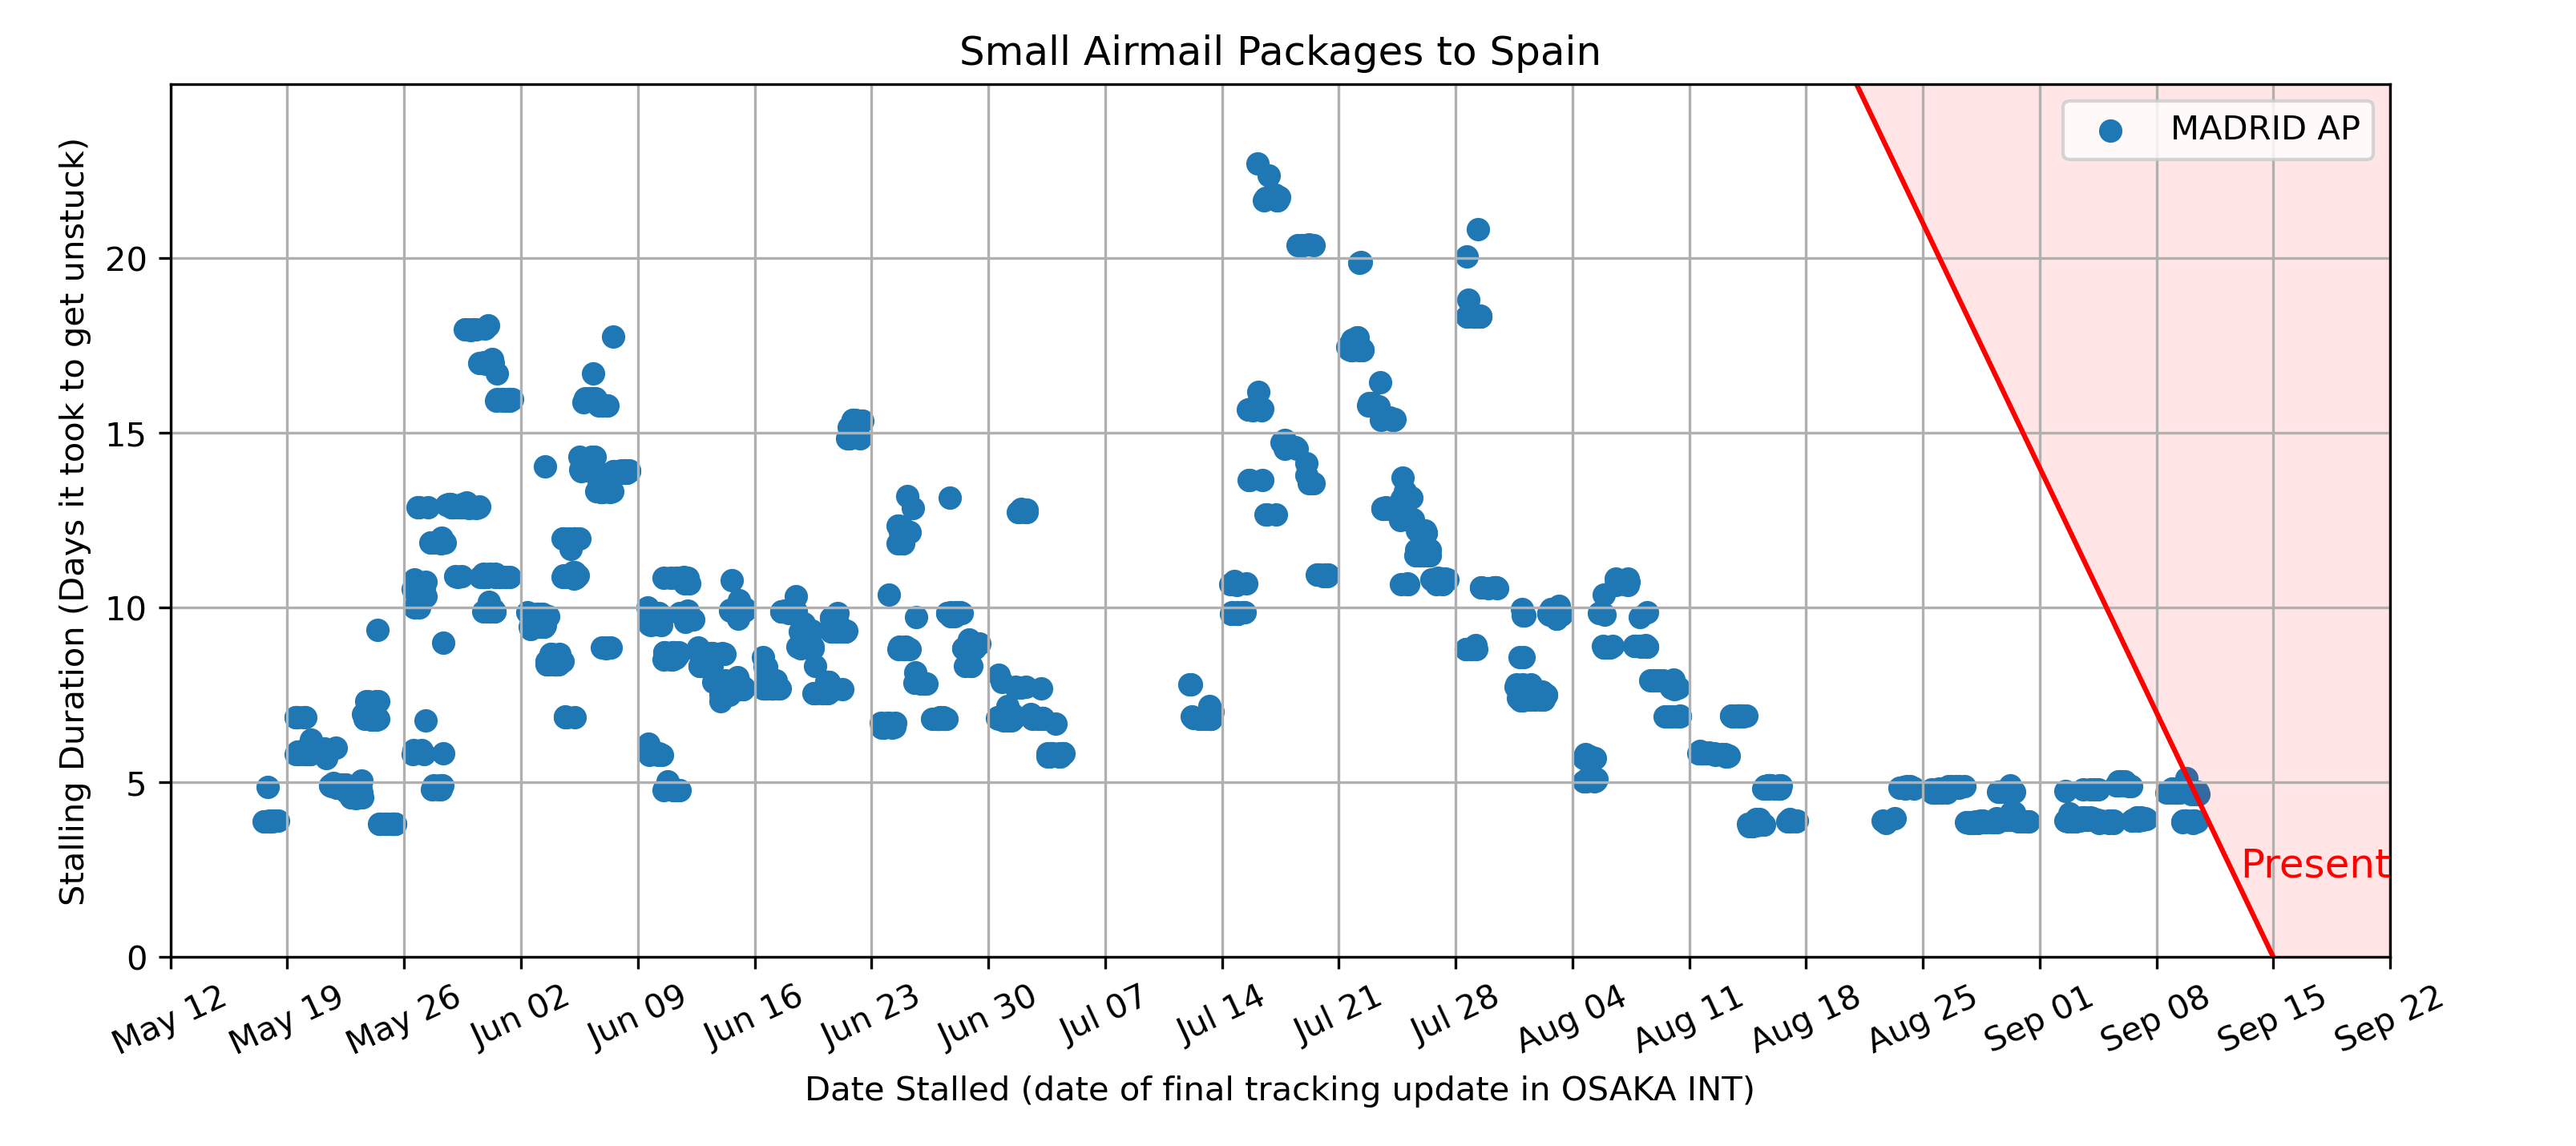 Small Airmail Packages to Spain
MADRID AP
Stalling Duration (Days it took to get unstuck)
20
15
10
5
0
Present
May 12
May 19
May 26
Jun 02
Jun 09
Jun 16
Jun 23
Jun 30
Jul 07
Jul 14
Jul 21
Jul 28
Aug 04
Aug 11
Aug 18
Aug 25
Sep 01
Sep 08
Sep 15
Sep 22
Date Stalled (date of final tracking update in OSAKA INT)